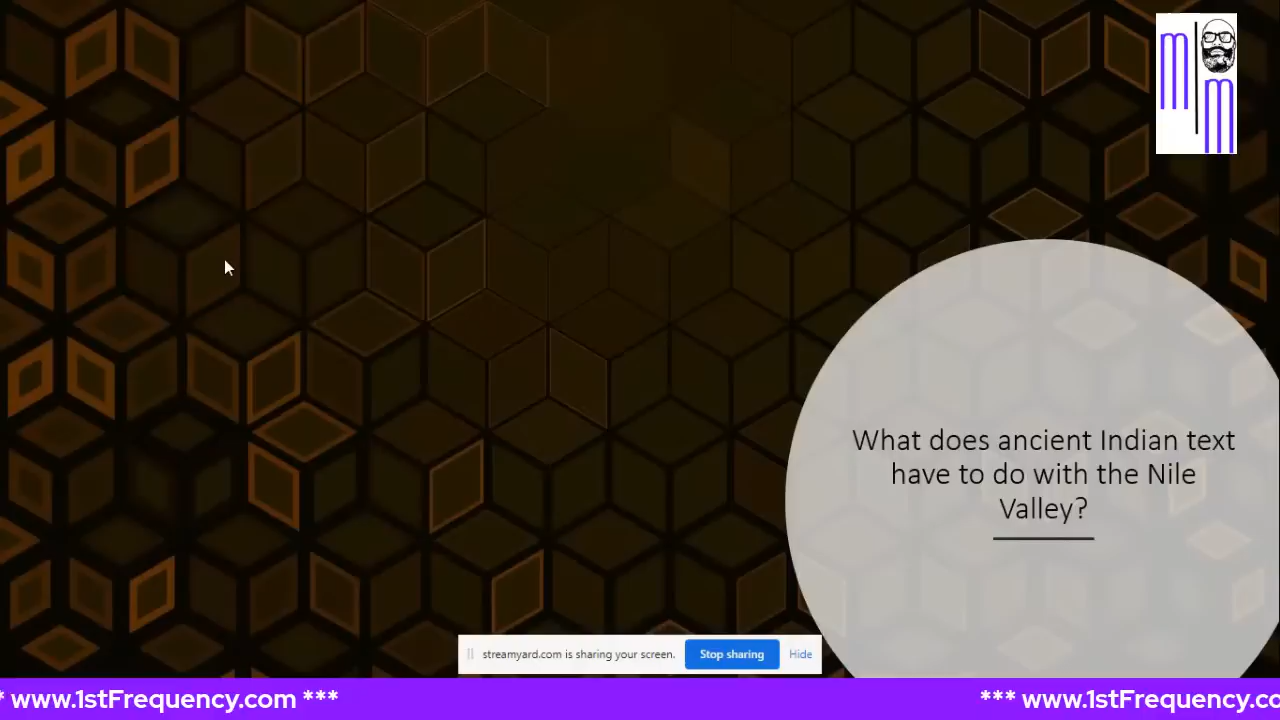 m
m
What does ancient Indian text
have to do with the Nile
Valley?
streamyard.com is sharing your screen. Stop sharing Hide
* www.1stFrequency.com *** *** www.1stFrequency.co